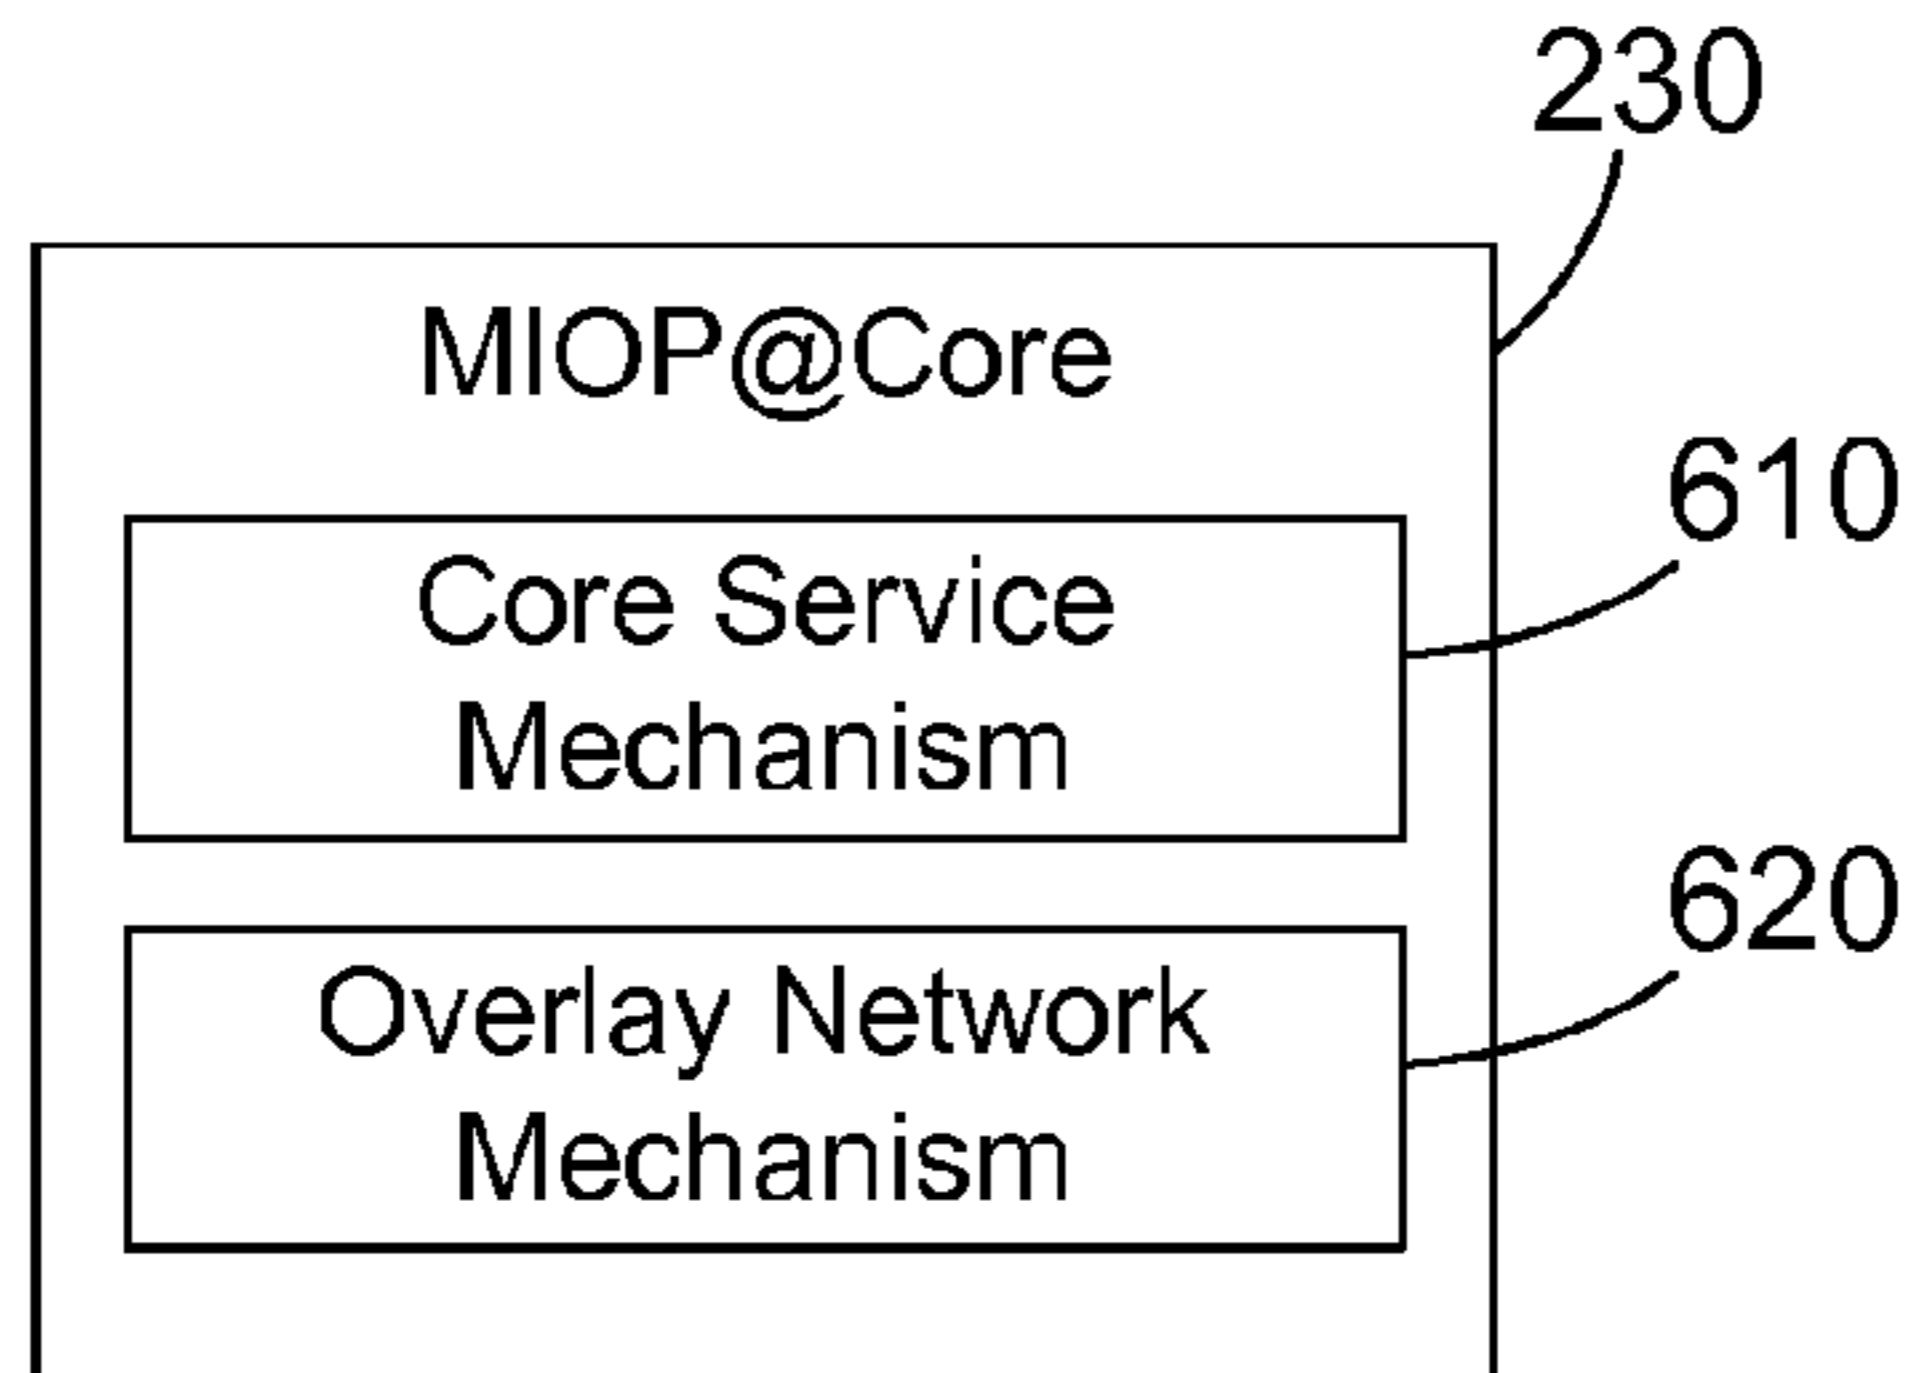 230
MIOP@Core
610
Core Service
Mechanism
620
Overlay Network
Mechanism